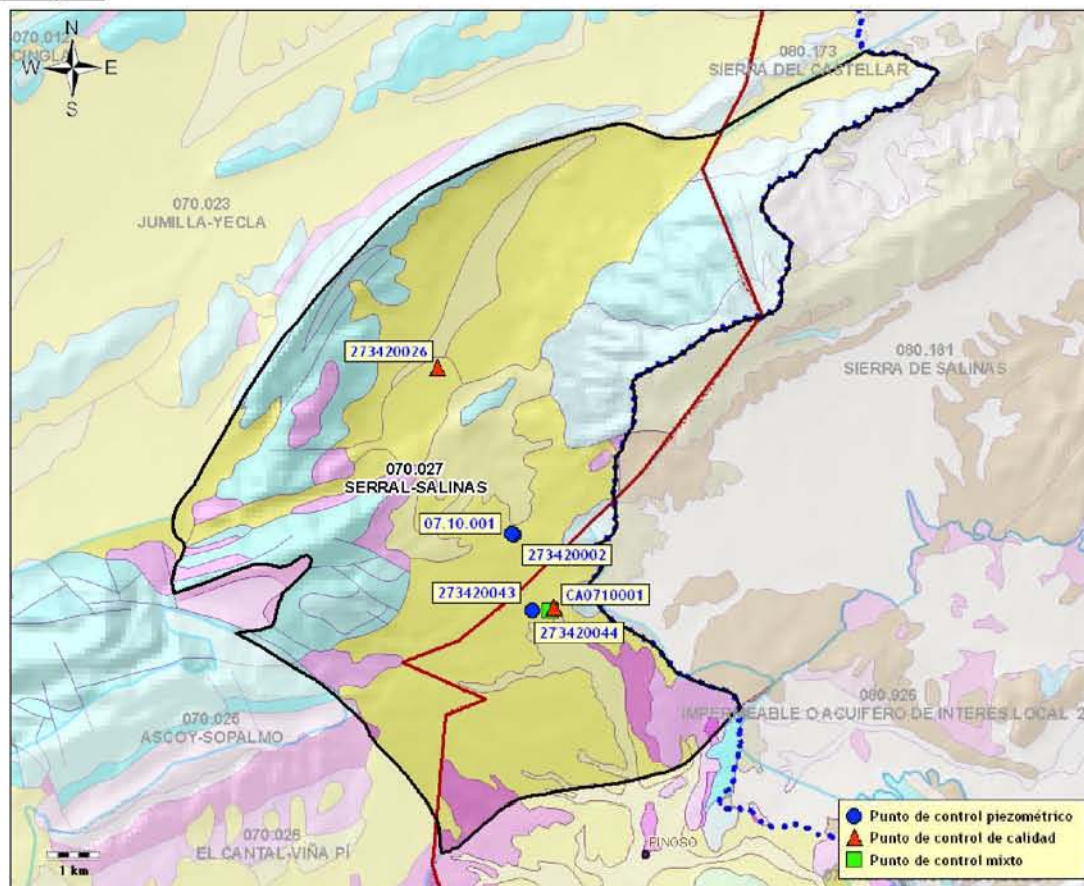 070.012
CINGLA
N
W E
S
080.173
SIERRA DEL CASTELLAR
070.023
JUMILLA-YECLA
273420026
080.181
SIERRA DE SALINAS
070.027
SERRAL-SALINAS
07.10.001
273420002
273420043
CA0710001
273420044
080.926
IMPERMEABLE O ACUIFERO DE INTERES LOCAL 2
070.026
ASCOY-SOPALMO
070.028
EL CANTAL-VIÑA PÍ
PINOSO
1 km
Punto de control piezométrico
Punto de control de calidad
Punto de control mixto